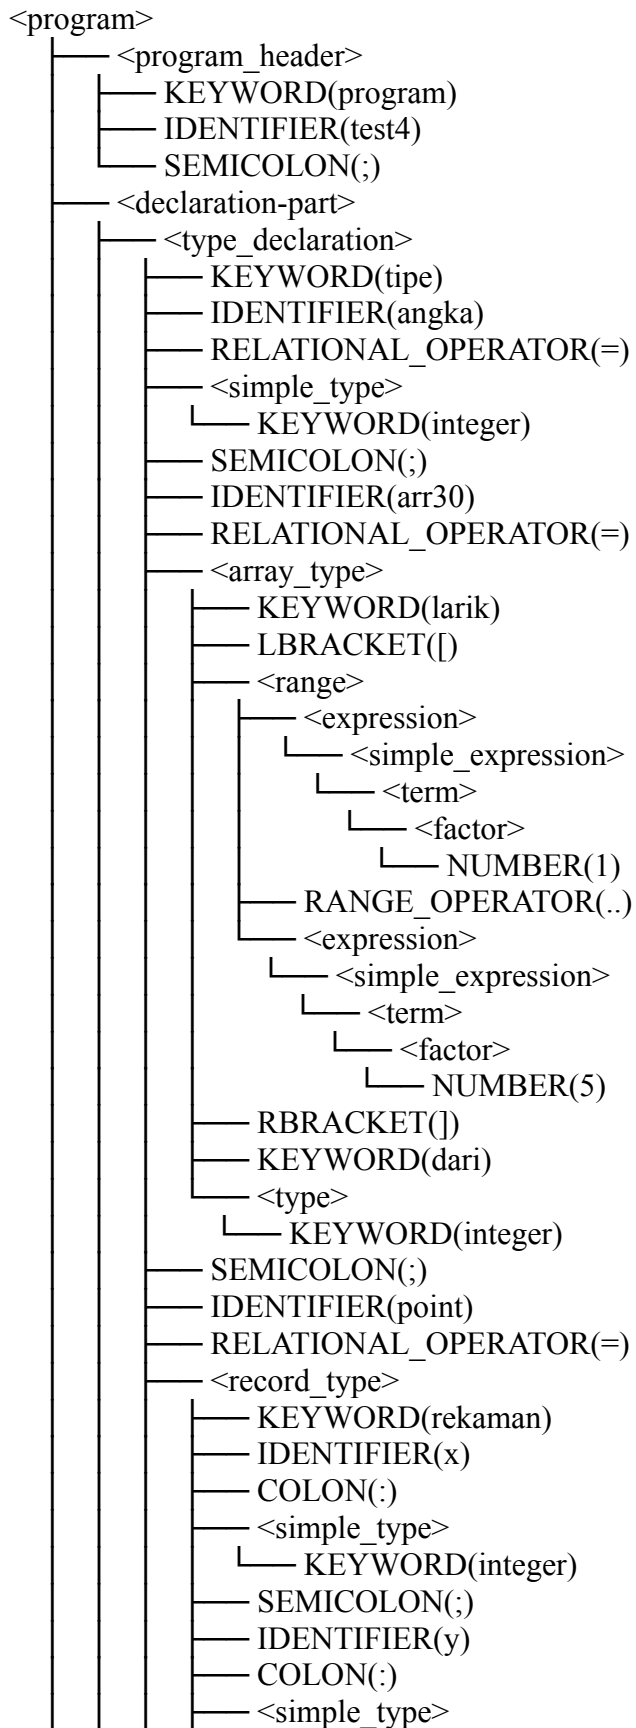 <program>
<program_header>
KEYWORD(program)
IDENTIFIER(test4)
SEMICOLON(;)
<declaration-part>
<type_declaration>
KEYWORD(tipe)
IDENTIFIER(angka)
RELATIONAL_OPERATOR(=)
<simple_type>
KEYWORD(integer)
SEMICOLON(;)
IDENTIFIER(arr30)
RELATIONAL_OPERATOR(=)
<array_type>
KEYWORD(larik)
LBRACKET([)
<range>
<expression>
<simple_expression>
<term>
<factor>
NUMBER(1)
RANGE_OPERATOR(..)
<expression>
<simple_expression>
<term>
<factor>
NUMBER(5)
RBRACKET(])
KEYWORD(dari)
<type>
KEYWORD(integer)
SEMICOLON(;)
IDENTIFIER(point)
RELATIONAL_OPERATOR(=)
<record_type>
KEYWORD(rekaman)
IDENTIFIER(x)
COLON(:)
<simple_type>
KEYWORD(integer)
SEMICOLON(;)
IDENTIFIER(y)
COLON(:)
<simple_type>